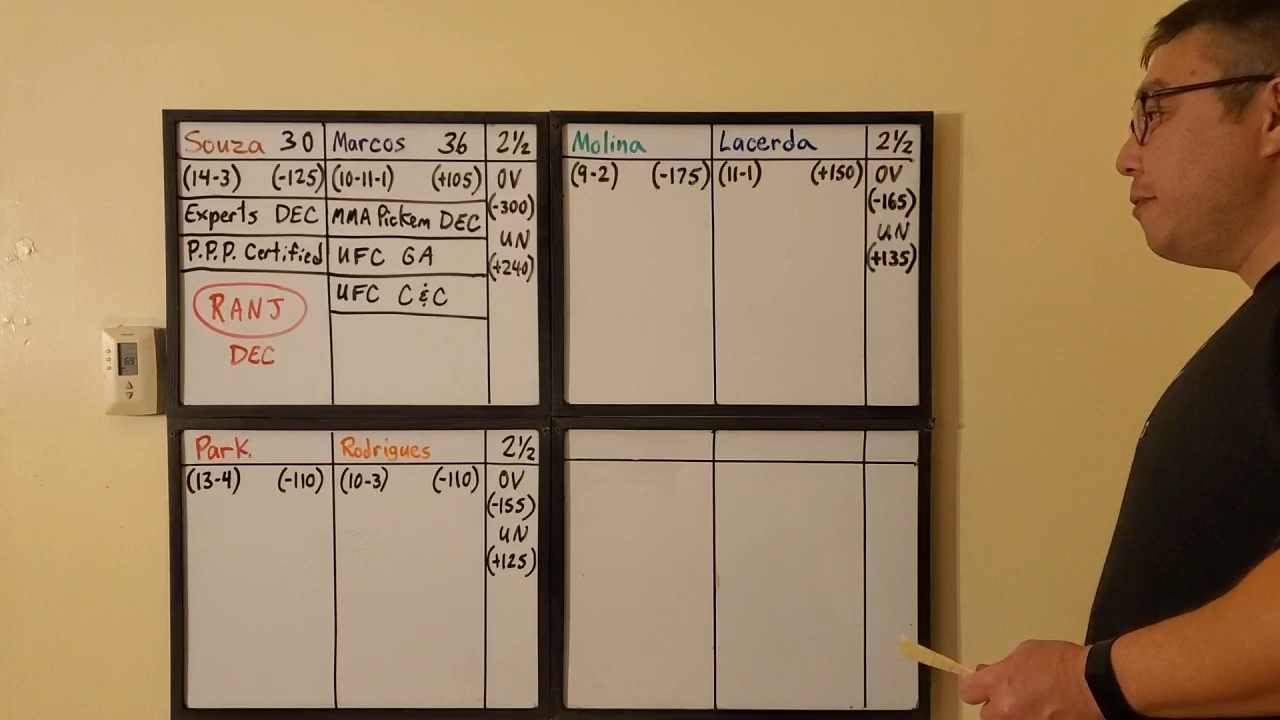 Souza 30 Marcos 36 2½
(14-3) (-125) (10-11-1) (+105) OV
(-300)
Experts DEC MMA Pickem DEC
UN
P.P.P. Certified UFC GA
(+240)
UFC C&C
RANJ
DEC
Molina Lacerda 2½
(9-2) (-175) (11-1) (+150) OV
(-165)
UN
(+135)
69
Park. Rodrigues 2½
(13-4) (-110) (10-3) (-110) OV
(-155)
UN
(+125)